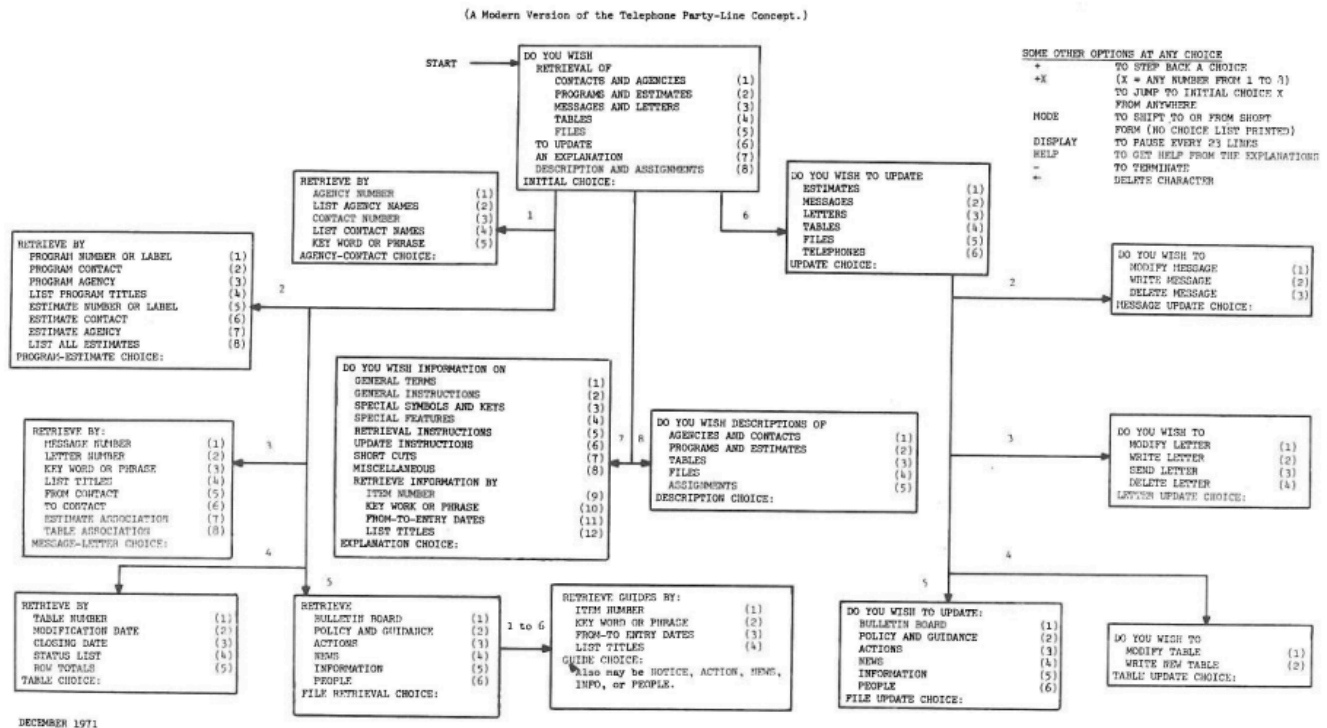 (A Modern Version of the Telephone Party-Line Concept.)
START
DO YOU WISH
RETRIEVAL OF
CONTACTS AND AGENCIES (1)
PROGRAMS AND ESTIMATES (2)
MESSAGES AND LETTERS (3)
TABLES (4)
FILES (5)
TO UPDATE (6)
AN EXPLANATION (7)
DESCRIPTION AND ASSIGNMENTS (8)
INITIAL CHOICE:
SOME OTHER OPTIONS AT ANY CHOICE
+ TO STEP BACK A CHOICE
+X (X = ANY NUMBER FROM 1 TO 8)
TO JUMP TO INITIAL CHOICE X
FROM ANYWHERE
MODE TO SHIFT TO OR FROM SHORT
FORM (NO CHOICE LIST PRINTED)
DISPLAY TO PAUSE EVERY 23 LINES
HELP TO GET HELP FROM THE EXPLANATIONS
- TO TERMINATE
← DELETE CHARACTER
RETRIEVE BY
AGENCY NUMBER (1)
LIST AGENCY NAMES (2)
CONTACT NUMBER (3)
LIST CONTACT NAMES (4)
KEY WORD OR PHRASE (5)
AGENCY-CONTACT CHOICE:
1
6
DO YOU WISH TO UPDATE
ESTIMATES (1)
MESSAGES (2)
LETTERS (3)
TABLES (4)
FILES (5)
TELEPHONES (6)
UPDATE CHOICE:
RETRIEVE BY
PROGRAM NUMBER OR LABEL (1)
PROGRAM CONTACT (2)
PROGRAM AGENCY (3)
LIST PROGRAM TITLES (4)
ESTIMATE NUMBER OR LABEL (5)
ESTIMATE CONTACT (6)
ESTIMATE AGENCY (7)
LIST ALL ESTIMATES (8)
PROGRAM-ESTIMATE CHOICE:
2
2
DO YOU WISH TO
MODIFY MESSAGE (1)
WRITE MESSAGE (2)
DELETE MESSAGE (3)
MESSAGE UPDATE CHOICE:
DO YOU WISH INFORMATION ON
GENERAL TERMS (1)
GENERAL INSTRUCTIONS (2)
SPECIAL SYMBOLS AND KEYS (3)
SPECIAL FEATURES (4)
RETRIEVAL INSTRUCTIONS (5)
UPDATE INSTRUCTIONS (6)
SHORT CUTS (7)
MISCELLANEOUS (8)
RETRIEVE INFORMATION BY
ITEM NUMBER (9)
KEY WORK OR PHRASE (10)
FROM-TO-ENTRY DATES (11)
LIST TITLES (12)
EXPLANATION CHOICE:
7 8
DO YOU WISH DESCRIPTIONS OF
AGENCIES AND CONTACTS (1)
PROGRAMS AND ESTIMATES (2)
TABLES (3)
FILES (4)
ASSIGNMENTS (5)
DESCRIPTION CHOICE:
RETRIEVE BY:
MESSAGE NUMBER (1)
LETTER NUMBER (2)
KEY WORD OR PHRASE (3)
LIST TITLES (4)
FROM CONTACT (5)
TO CONTACT (6)
ESTIMATE ASSOCIATION (7)
TABLE ASSOCIATION (8)
MESSAGE-LETTER CHOICE:
3
3
DO YOU WISH TO
MODIFY LETTER (1)
WRITE LETTER (2)
SEND LETTER (3)
DELETE LETTER (4)
LETTER UPDATE CHOICE:
4
5
RETRIEVE BY
TABLE NUMBER (1)
MODIFICATION DATE (2)
CLOSING DATE (3)
STATUS LIST (4)
ROW TOTALS (5)
TABLE CHOICE:
RETRIEVE
BULLETIN BOARD (1)
POLICY AND GUIDANCE (2)
ACTIONS (3)
NEWS (4)
INFORMATION (5)
PEOPLE (6)
FILE RETRIEVAL CHOICE:
1 to 6
RETRIEVE GUIDES BY:
ITEM NUMBER (1)
KEY WORD OR PHRASE (2)
FROM-TO ENTRY DATES (3)
LIST TITLES (4)
GUIDE CHOICE:
Also may be NOTICE, ACTION, NEWS,
INFO, or PEOPLE.
4
5
DO YOU WISH TO UPDATE:
BULLETIN BOARD (1)
POLICY AND GUIDANCE (2)
ACTIONS (3)
NEWS (4)
INFORMATION (5)
PEOPLE (6)
FILE UPDATE CHOICE:
DO YOU WISH TO
MODIFY TABLE (1)
WRITE NEW TABLE (2)
TABLE UPDATE CHOICE:
DECEMBER 1971